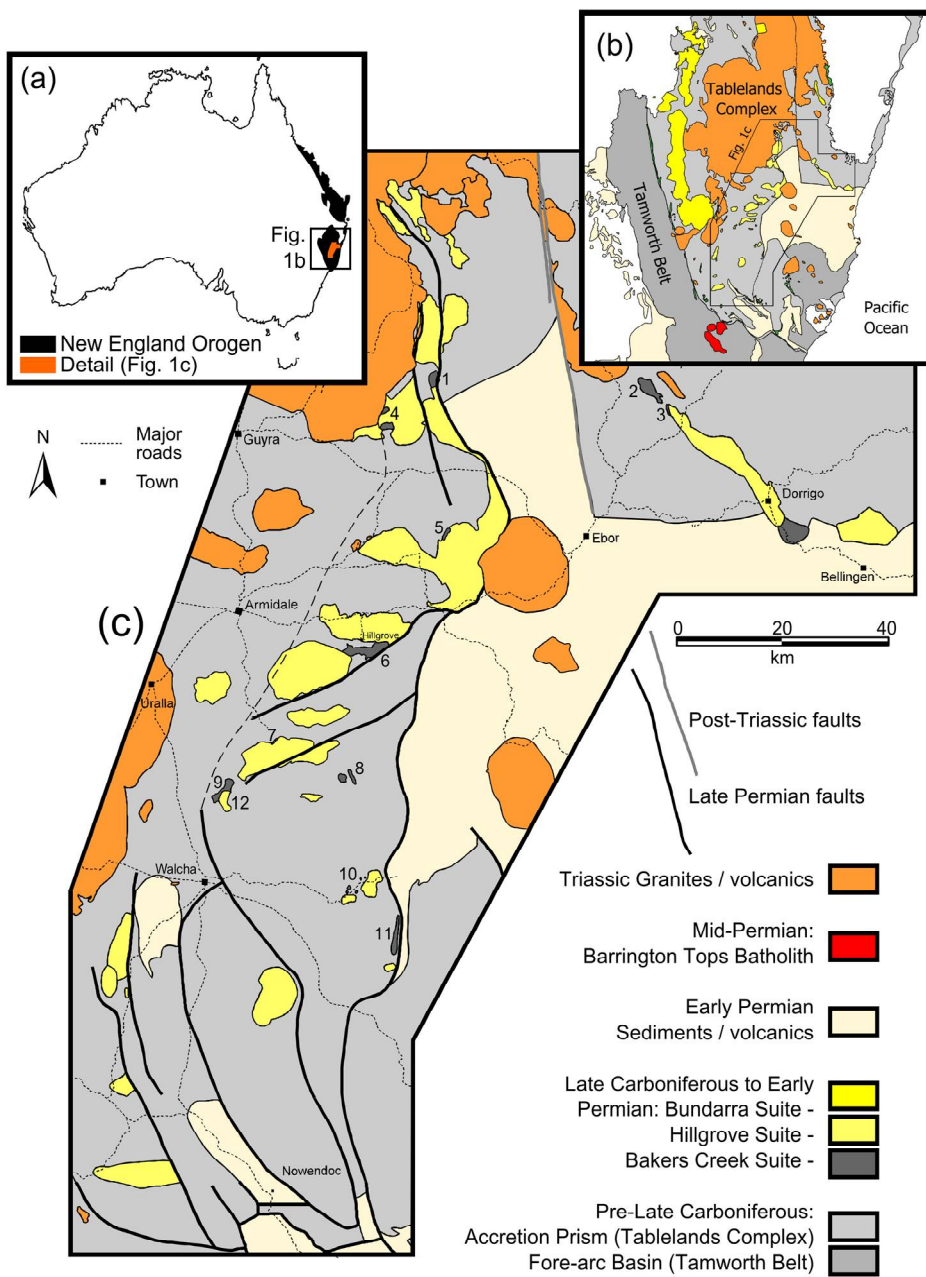 (a)
Fig.
1b
New England Orogen
Detail (Fig. 1c)
(b)
Tablelands
Complex
Fig. 1c
Tamworth Belt
Pacific
Ocean
N
Major
roads
Town
(c)
1
2
3
4
Guyra
Dorrigo
5
Ebor
Bellingen
Armidale
Hillgrove
6
Uralla
7
8
9
12
10
Walcha
11
Nowendoc
0 20 40
km
Post-Triassic faults
Late Permian faults
Triassic Granites / volcanics
Mid-Permian:
Barrington Tops Batholith
Early Permian
Sediments / volcanics
Late Carboniferous to Early
Permian: Bundarra Suite -
Hillgrove Suite -
Bakers Creek Suite -
Pre-Late Carboniferous:
Accretion Prism (Tablelands Complex)
Fore-arc Basin (Tamworth Belt)